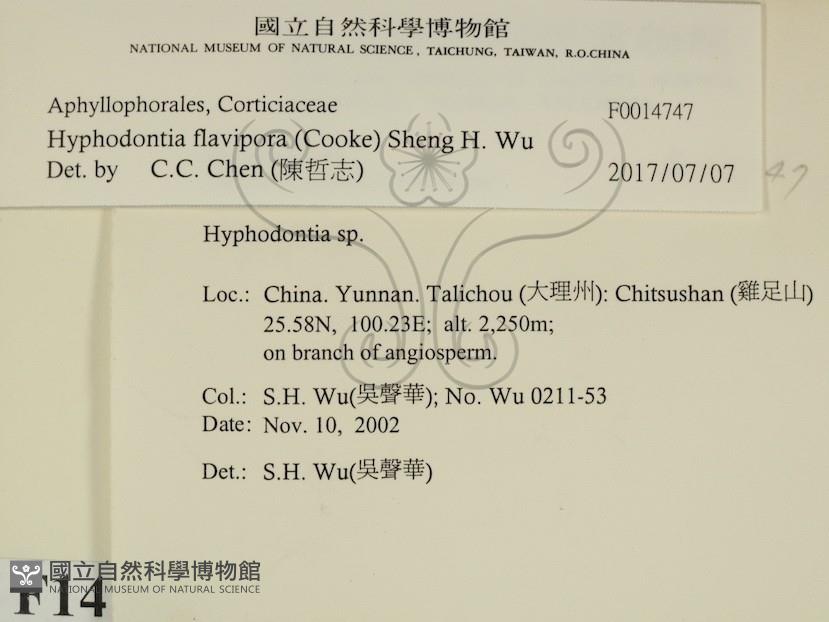 國立自然科學博物館
NATIONAL MUSEUM OF NATURAL SCIENCE, TAICHUNG, TAIWAN, R.O.CHINA
Aphyllophorales, Corticiaceae F0014747
Hyphodontia flavipora (Cooke) Sheng H. Wu
Det. by C.C. Chen (陳哲志) 2017/07/07
47
Hyphodontia sp.
Loc.: China. Yunnan. Talichou (大理州): Chitsushan (雞足山)
25.58N, 100.23E; alt. 2,250m;
on branch of angiosperm.
Col.: S.H. Wu(吳聲華); No. Wu 0211-53
Date: Nov. 10, 2002
Det.: S.H. Wu(吳聲華)
國立自然科學博物館
NATIONAL MUSEUM OF NATURAL SCIENCE
F14